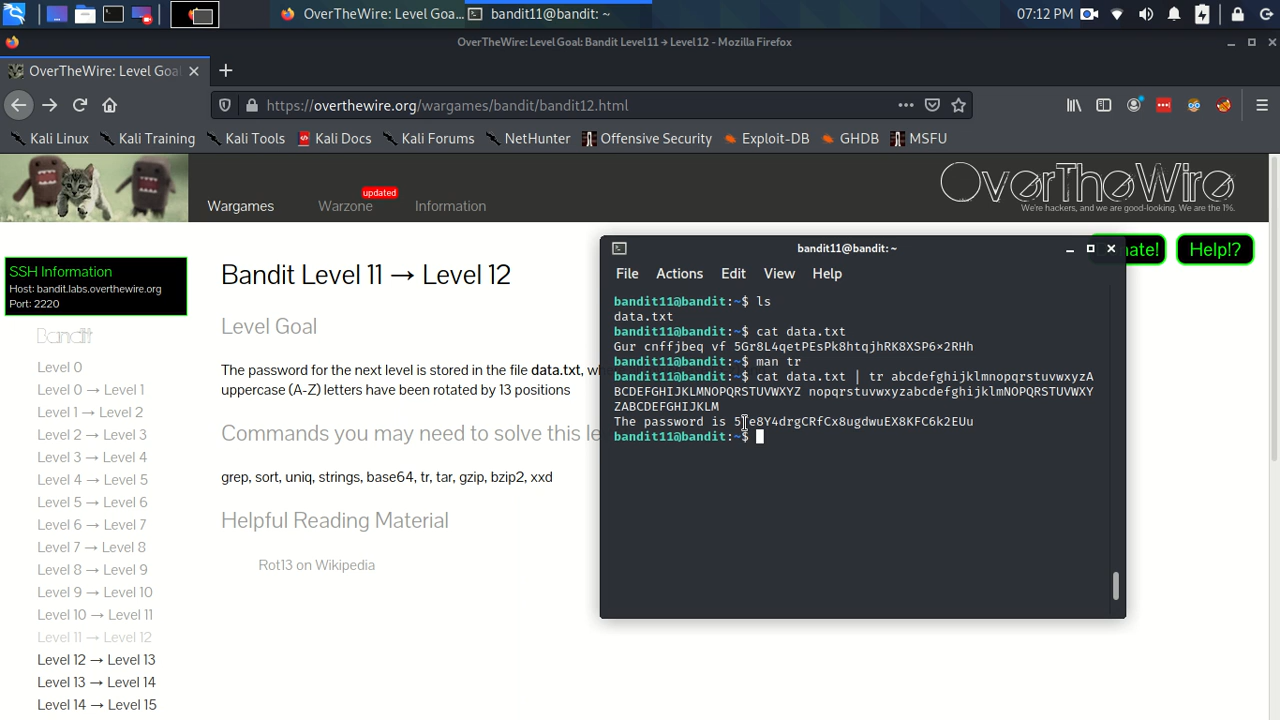 OverTheWire: Level Goa...
bandit11@bandit: ~
07:12 PM
OverTheWire: Level Goal: Bandit Level 11 → Level 12 - Mozilla Firefox
OverTheWire: Level Goal
https://overthewire.org/wargames/bandit/bandit12.html
Kali Linux
Kali Training
Kali Tools
Kali Docs
Kali Forums
NetHunter
Offensive Security
Exploit-DB
GHDB
MSFU
Wargames
Warzone
updated
Information
OverTheWire
We're hackers, and we are good-looking. We are the 1%.
SSH Information
Host: bandit.labs.overthewire.org
Port: 2220
Bandit
Level 0
Level 0 → Level 1
Level 1 → Level 2
Level 2 → Level 3
Level 3 → Level 4
Level 4 → Level 5
Level 5 → Level 6
Level 6 → Level 7
Level 7 → Level 8
Level 8 → Level 9
Level 9 → Level 10
Level 10 → Level 11
Level 11 → Level 12
Level 12 → Level 13
Level 13 → Level 14
Level 14 → Level 15
Bandit Level 11 → Level 12
Level Goal
The password for the next level is stored in the file data.txt,
uppercase (A-Z) letters have been rotated by 13 positions
Commands you may need to solve this
grep, sort, uniq, strings, base64, tr, tar, gzip, bzip2, xxd
Helpful Reading Material
Rot13 on Wikipedia
Help!?
bandit11@bandit: ~
File Actions Edit View Help
bandit11@bandit:~$ ls
data.txt
bandit11@bandit:~$ cat data.txt
Gur cnffjbeq vf 5Gr8L4qetPEsPk8htqjhRK8XSP6x2RHh
bandit11@bandit:~$ man tr
bandit11@bandit:~$ cat data.txt | tr abcdefghijklmnopqrstuvwxyzA
BCDEFGHIJKLMNOPQRSTUVWXYZ nopqrstuvwxyzabcdefghijklmNOPQRSTUVWXY
ZABCDEFGHIJKLM
The password is 5Te8Y4drgCRfCx8ugdwuEX8KFC6k2EUu
bandit11@bandit:~$